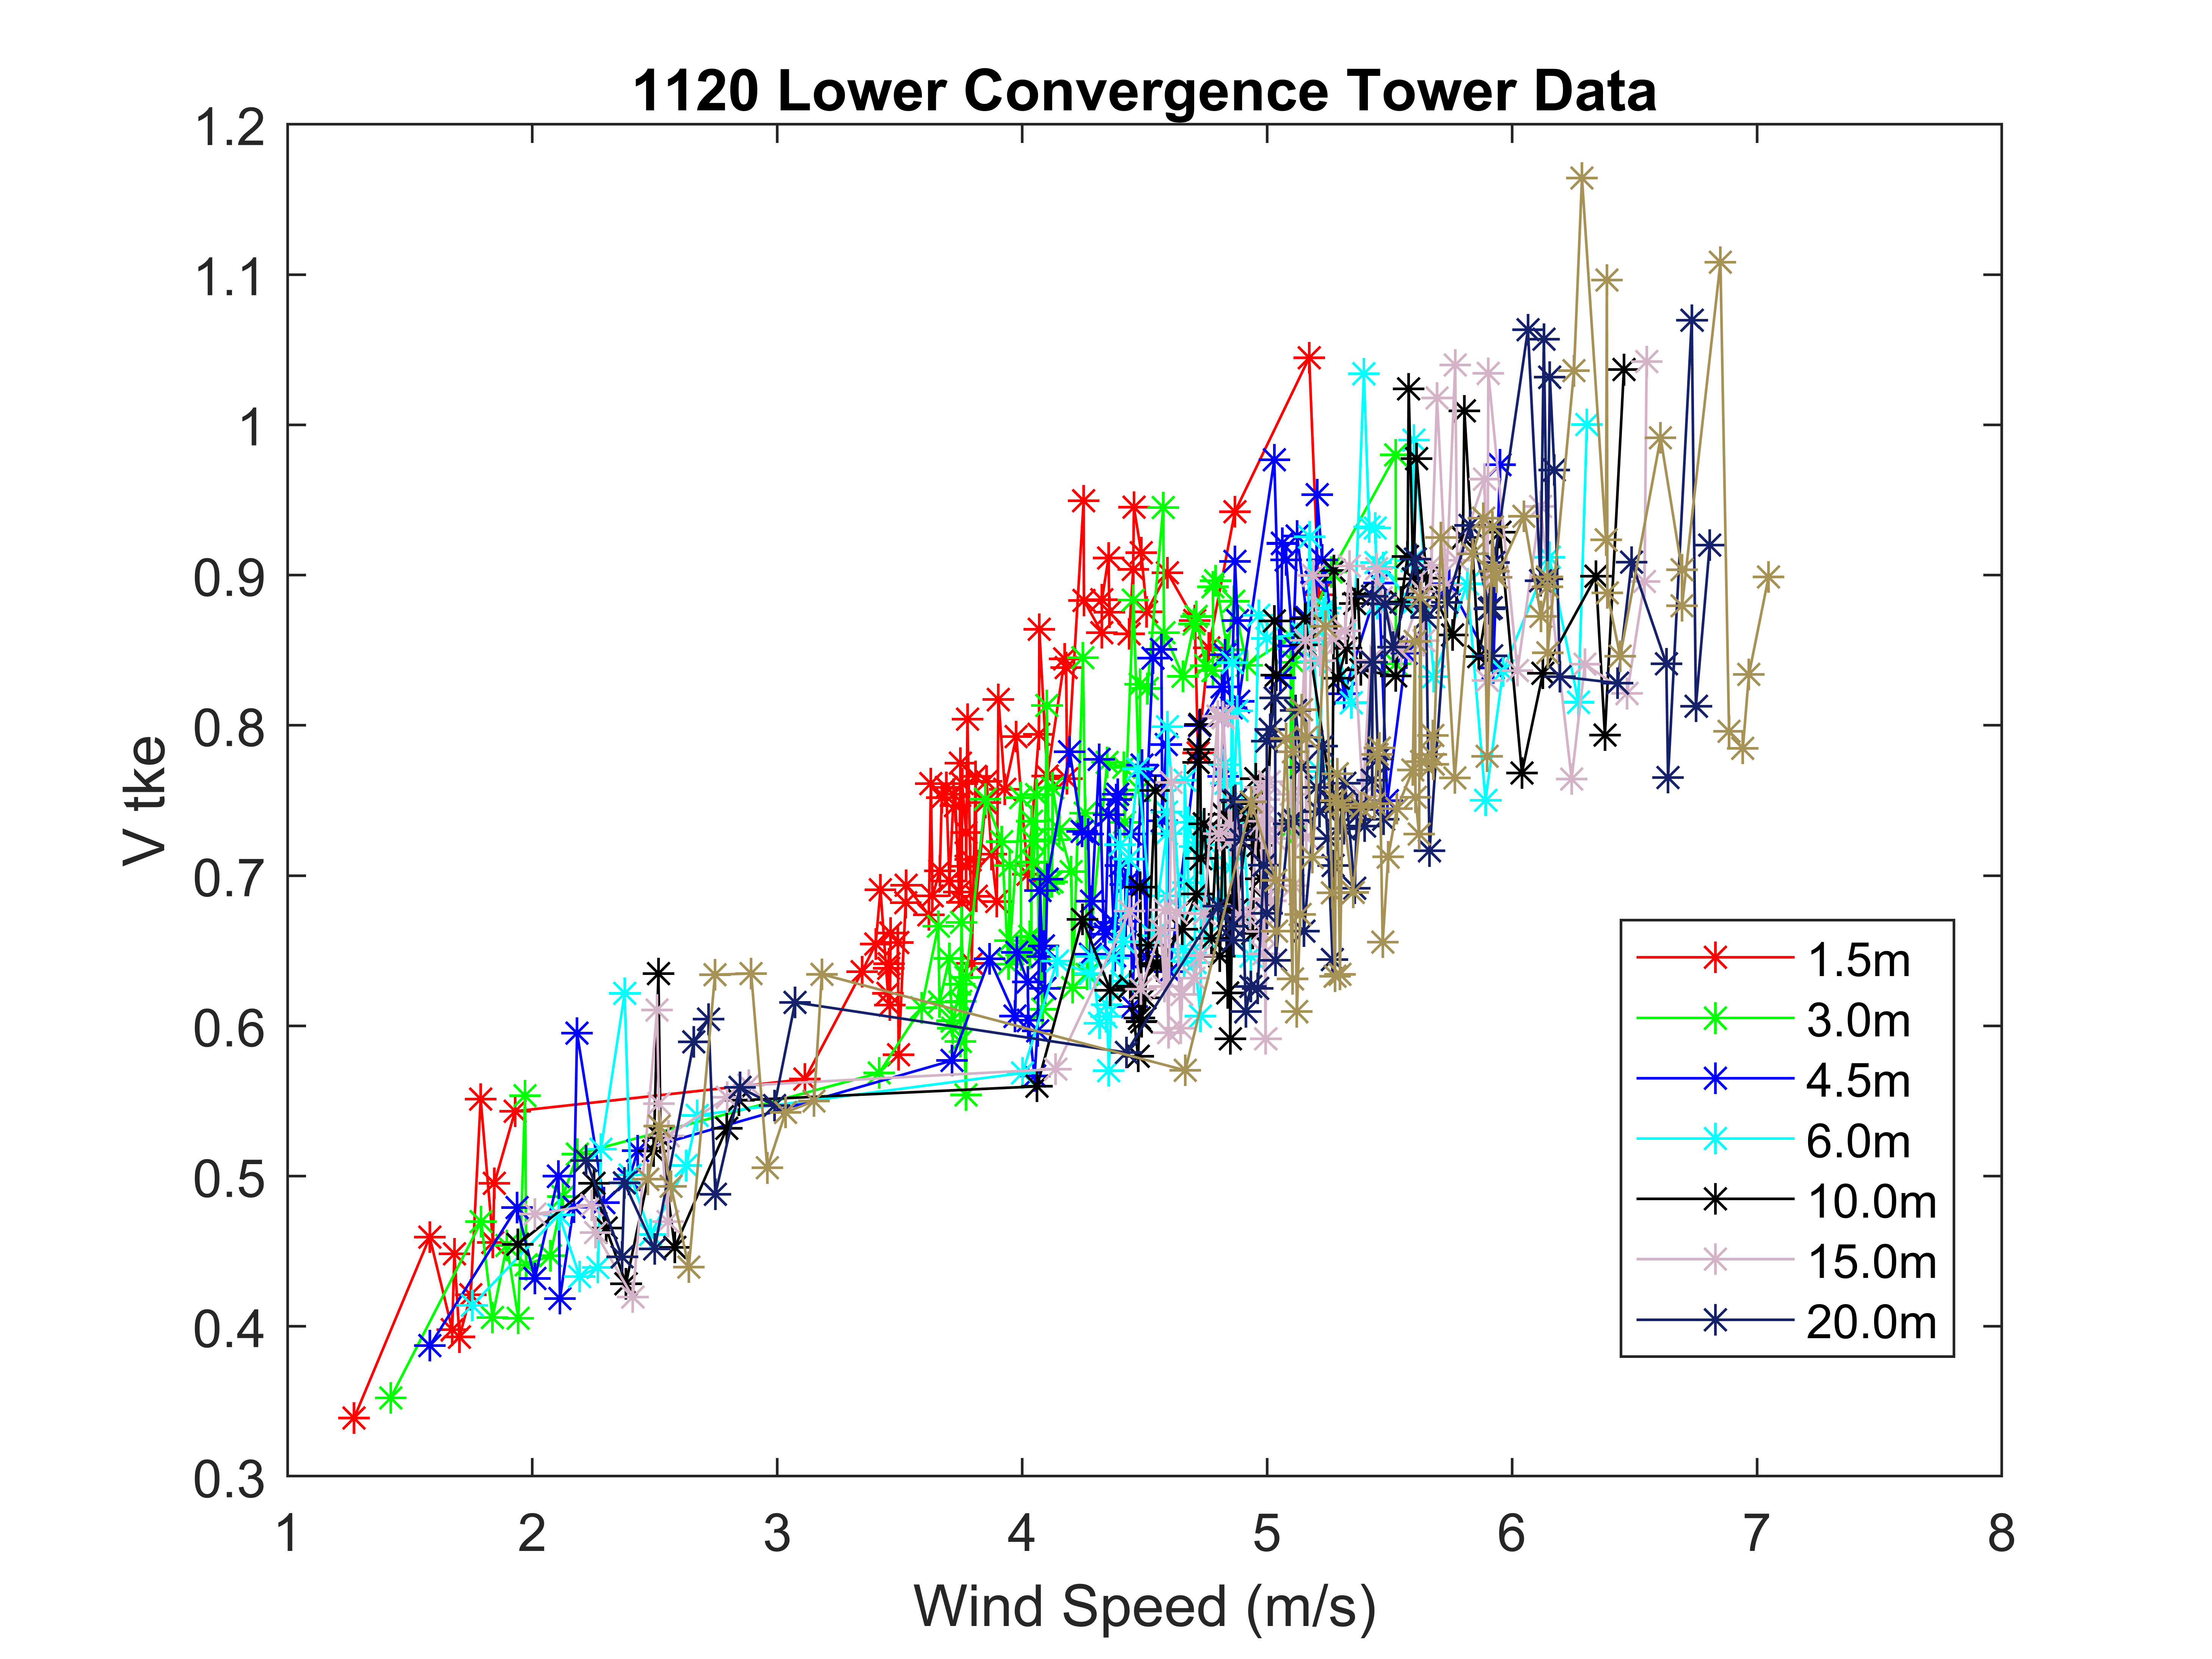 1120 Lower Convergence Tower Data
1.2
1.1
1
0.9
0.8
0.7
0.6
0.5
0.4
0.3
V tke
1.5m
3.0m
4.5m
6.0m
10.0m
15.0m
20.0m
1 2 3 4 5 6 7 8
Wind Speed (m/s)